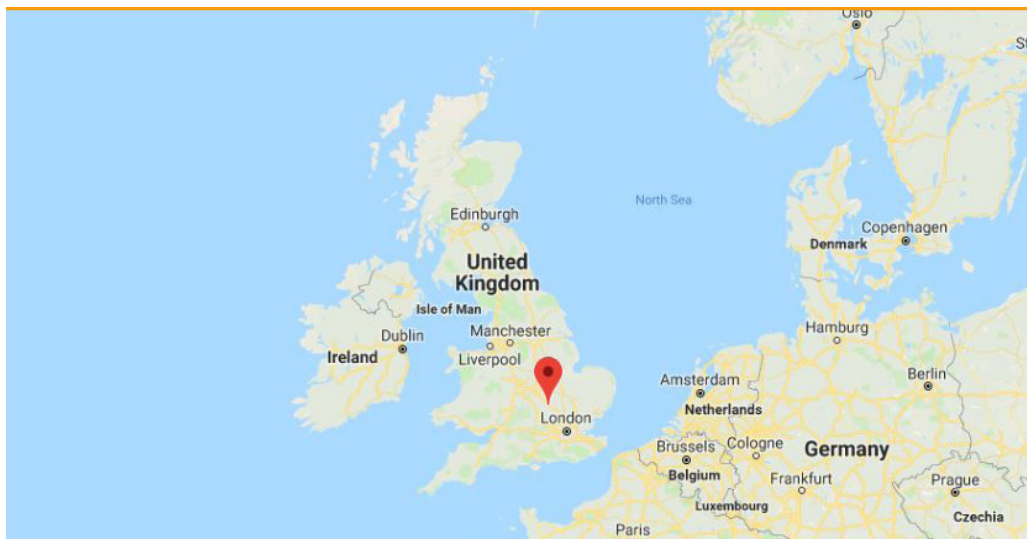 Oslo
St
North Sea
Edinburgh
Copenhagen
Denmark
United
Kingdom
Isle of Man
Hamburg
Manchester
Dublin
Ireland
Liverpool
Berlin
Amsterdam
Netherlands
London
Brussels
Cologne
Germany
Belgium
Frankfurt
Prague
Luxembourg
Czechia
Paris